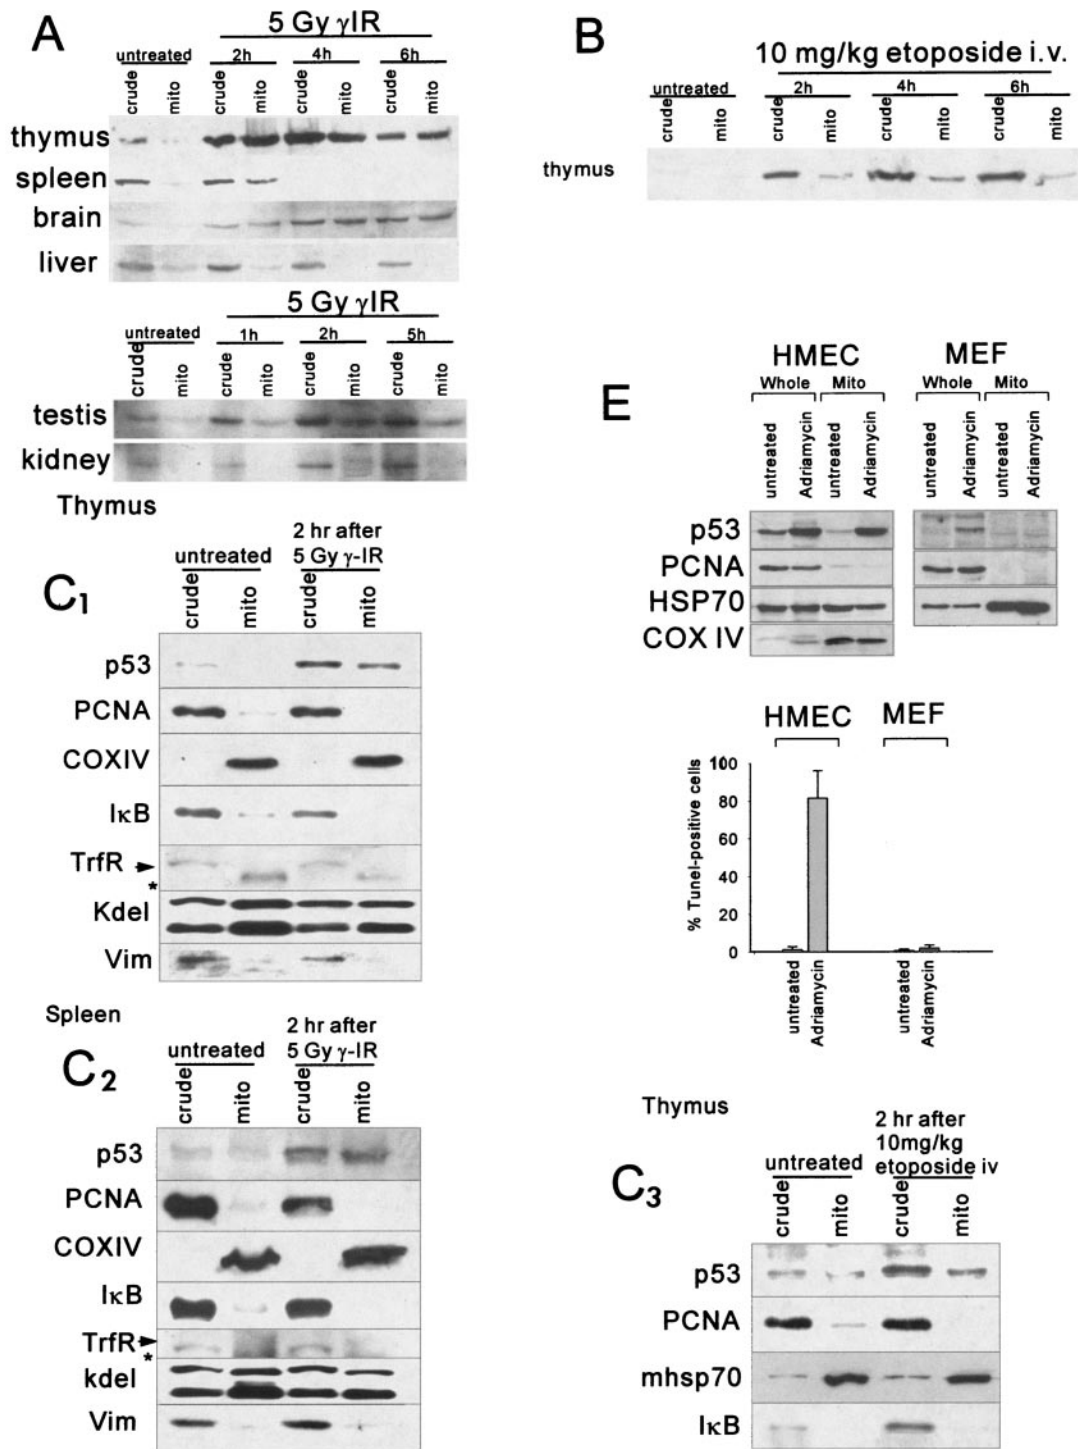 A
5 Gy γIR
untreated
2h
4h
6h
crude
mito
crude
mito
crude
mito
crude
mito
thymus
spleen
brain
liver
5 Gy γIR
untreated
1h
2h
5h
crude
mito
crude
mito
crude
mito
crude
mito
testis
kidney
B
10 mg/kg etoposide i.v.
untreated
2h
4h
6h
crude
mito
crude
mito
crude
mito
crude
mito
thymus
Thymus
C1
untreated
2 hr after
5 Gy γ-IR
crude
mito
crude
mito
p53
PCNA
COXIV
IκB
TrfR
*
Kdel
Vim
Spleen
C2
untreated
2 hr after
5 Gy γ-IR
crude
mito
crude
mito
p53
PCNA
COXIV
IκB
TrfR
*
kdel
Vim
E
HMEC
MEF
Whole
Mito
Whole
Mito
untreated
Adriamycin
untreated
Adriamycin
untreated
Adriamycin
untreated
Adriamycin
p53
PCNA
HSP70
COX IV
HMEC
MEF
% Tunel-positive cells
100
80
60
40
20
0
untreated
Adriamycin
untreated
Adriamycin
Thymus
C3
untreated
2 hr after
10mg/kg
etoposide iv
crude
mito
crude
mito
p53
PCNA
mhsp70
IκB